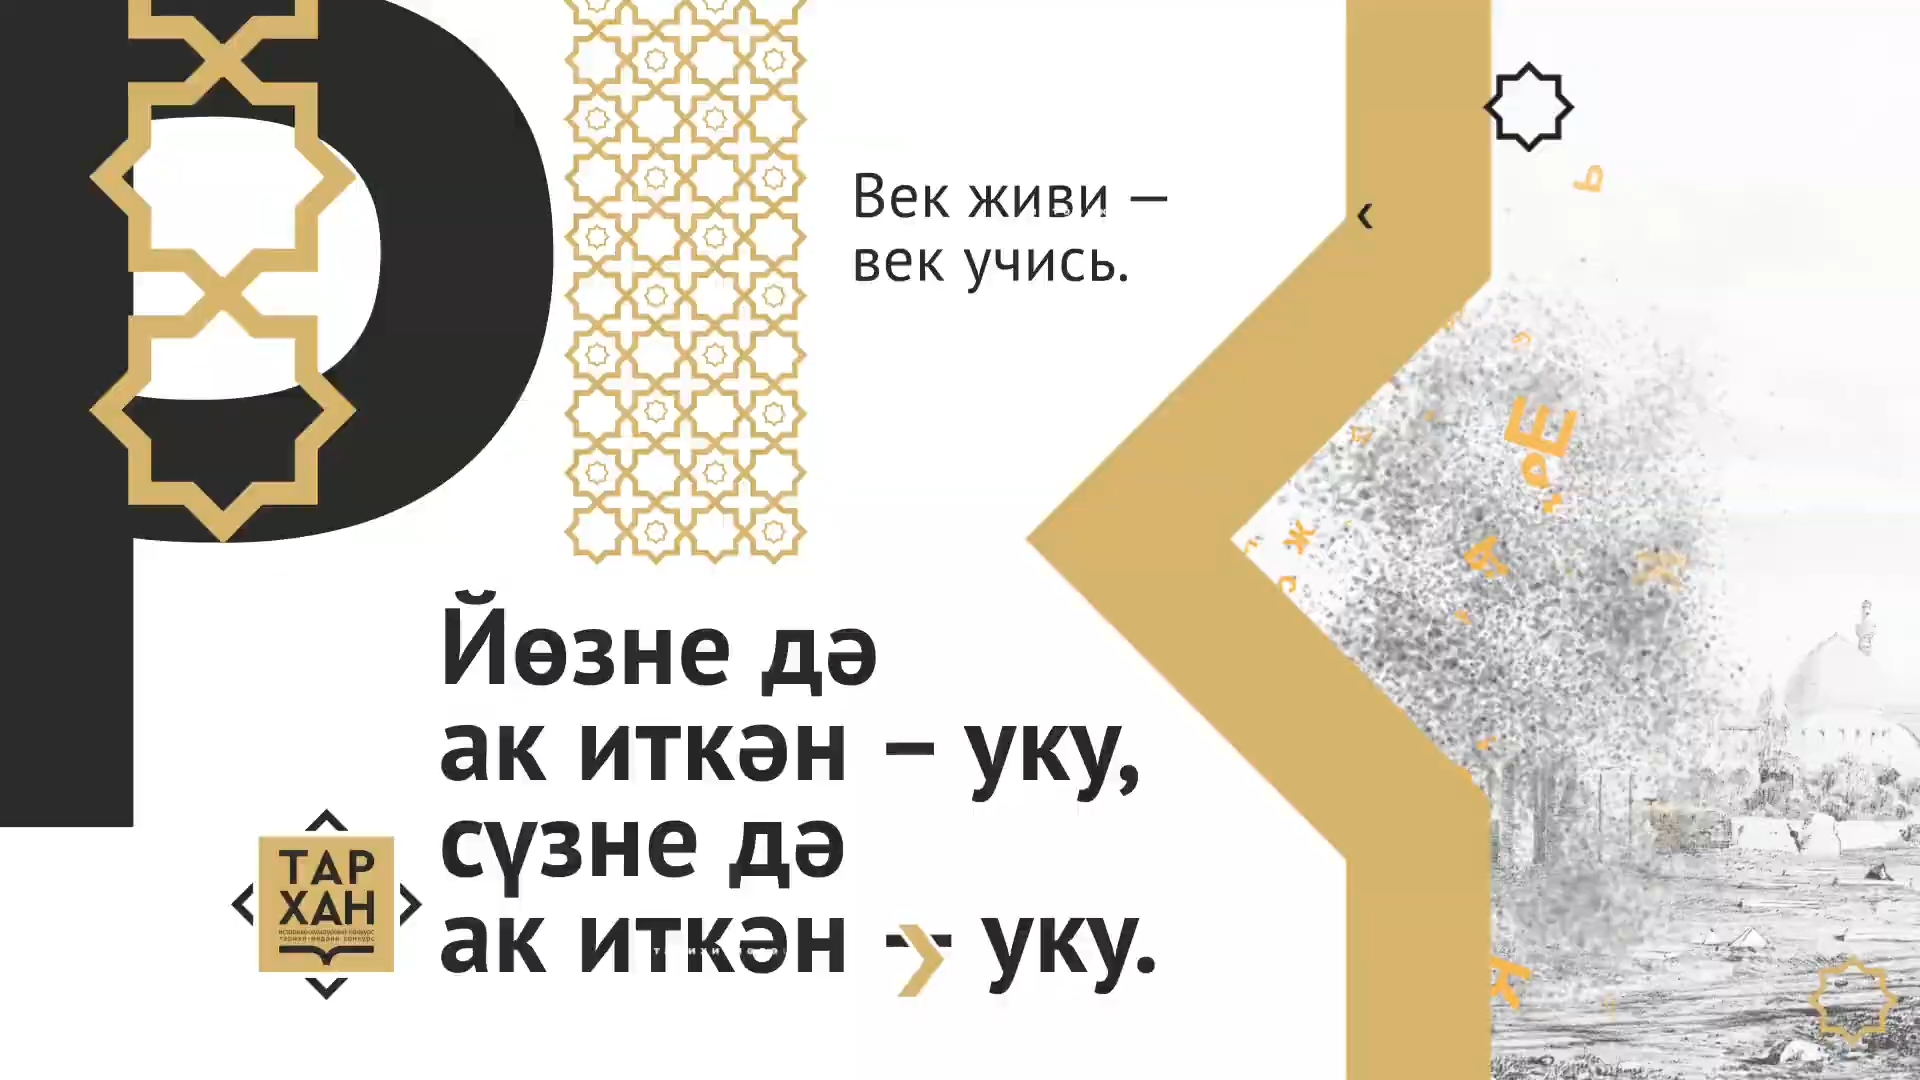 Р
Век живи —
век учись.
Йөзне дә
ак иткән – уку,
сүзне дә
ак иткән – уку.
ТАР
ХАН